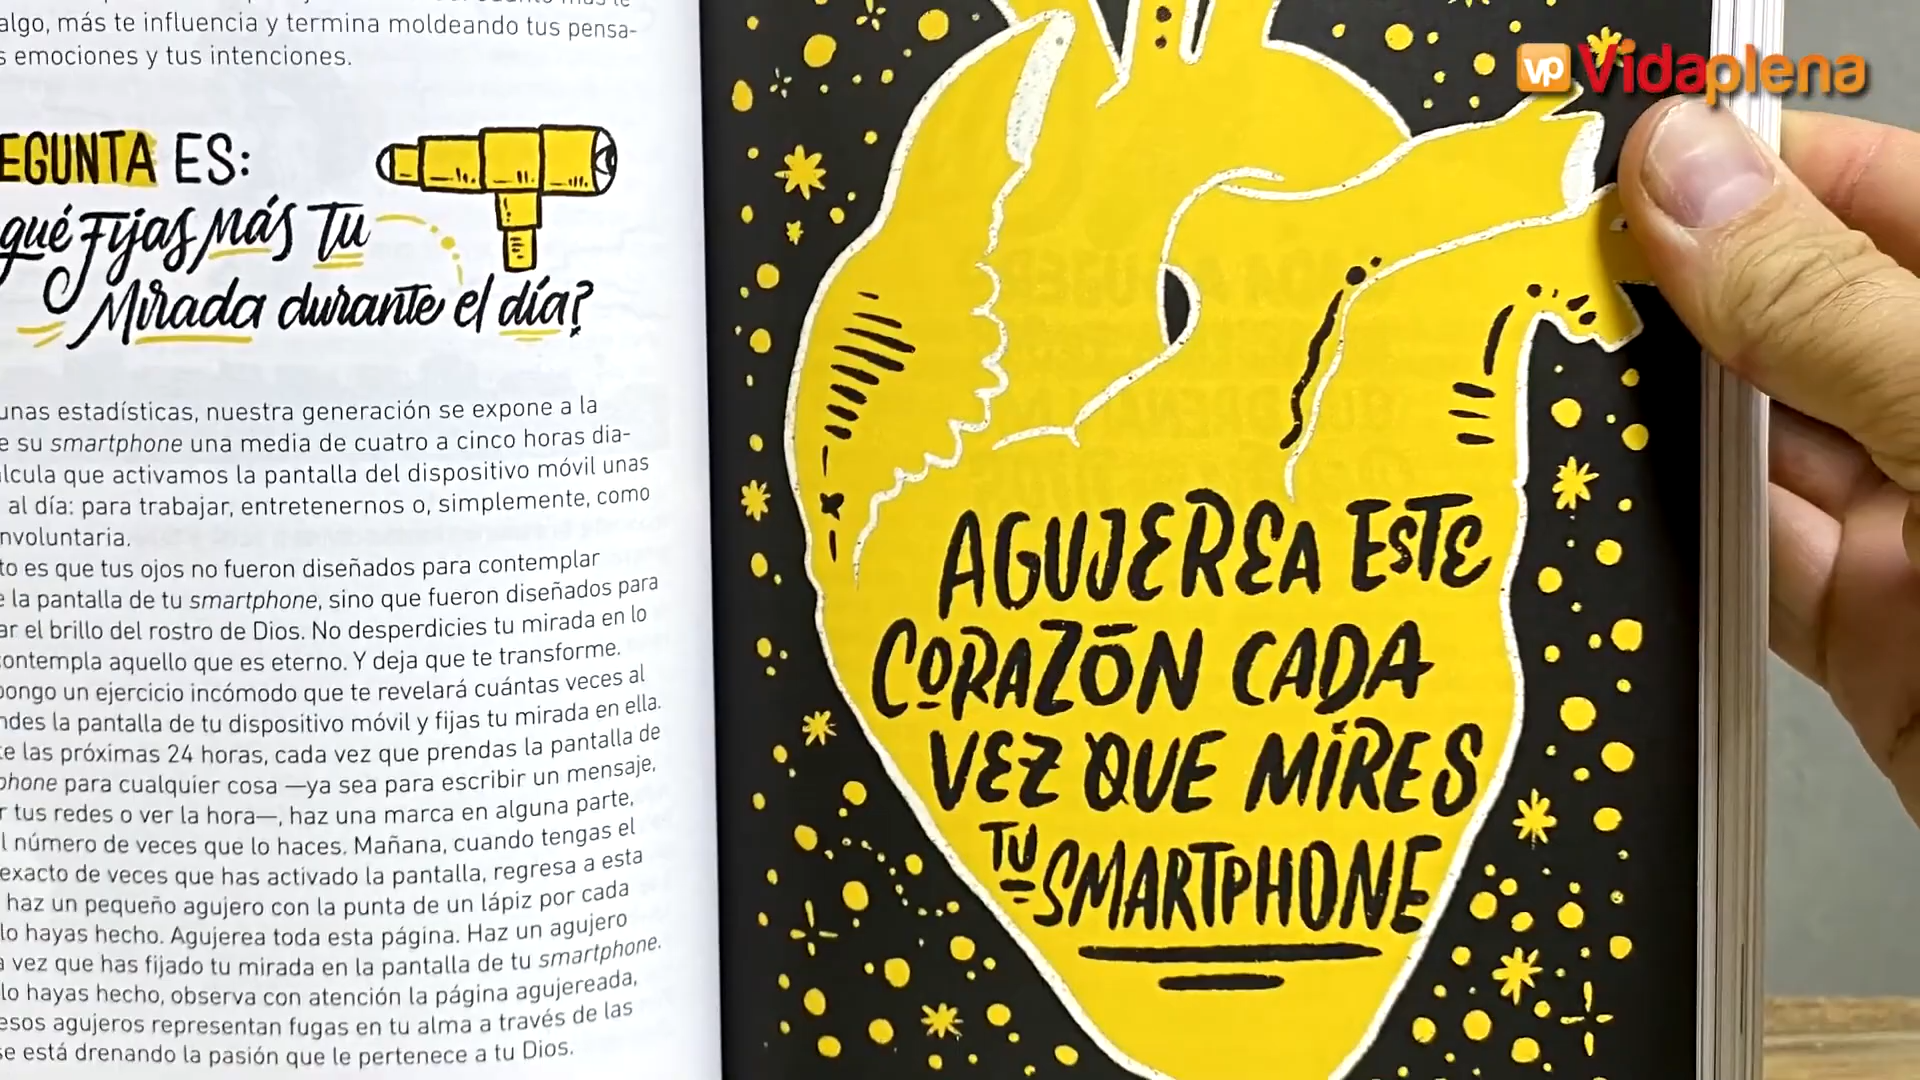 algo, más te influencia y termina moldeando tus pensa-
emociones y tus intenciones.
ES:
qué fijas más tu
Mirada durante el día?
estadísticas, nuestra generación se expone a la
su smartphone una media de cuatro a cinco horas dia-
que activamos la pantalla del dispositivo móvil unas
al día: para trabajar, entretenernos o, simplemente, como
es que tus ojos no fueron diseñados para contemplar
la pantalla de tu smartphone, sino que fueron diseñados para
el brillo del rostro de Dios. No desperdicies tu mirada en lo
aquello que es eterno. Y deja que te transforme.
un ejercicio incómodo que te revelará cuántas veces al
la pantalla de tu dispositivo móvil y fijas tu mirada en ella.
las próximas 24 horas, cada vez que prendas la pantalla de
para cualquier cosa —ya sea para escribir un mensaje,
tus redes o ver la hora—, haz una marca en alguna parte,
número de veces que lo haces. Mañana, cuando tengas el
exacto de veces que has activado la pantalla, regresa a esta
haz un pequeño agujero con la punta de un lápiz por cada
lo hayas hecho. Agujerea toda esta página. Haz un agujero
vez que has fijado tu mirada en la pantalla de tu smartphone.
lo hayas hecho, observa con atención la página agujereada,
esos agujeros representan fugas en tu alma a través de las
se está drenando la pasión que le pertenece a tu Dios.
vp Vidaplena
AGUJEREA ESTE
CORAZÓN CADA
VEZ QUE MIRES
TU SMARTPHONE